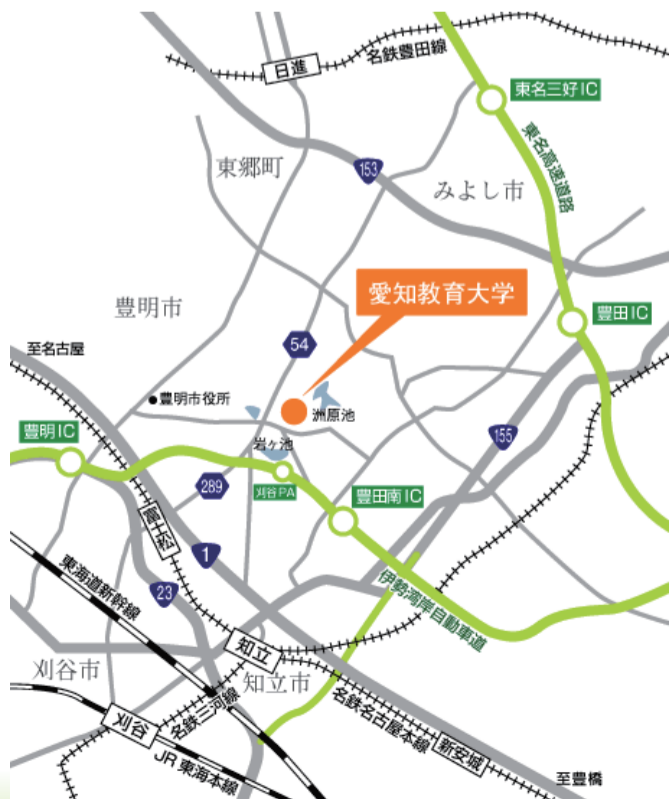 名鉄豊田線
日進
東名三好IC
東郷町
153
東名高速道路
みよし市
愛知教育大学
豊明市
豊田IC
至名古屋
54
豊明市役所
洲原池
豊明IC
155
岩ヶ池
289
刈谷PA
豊田南IC
富士松
1
東海道新幹線
23
伊勢湾岸自動車道
知立
刈谷市
知立市
刈谷
名鉄三河線
名鉄名古屋本線
新安城
JR東海本線
至豊橋